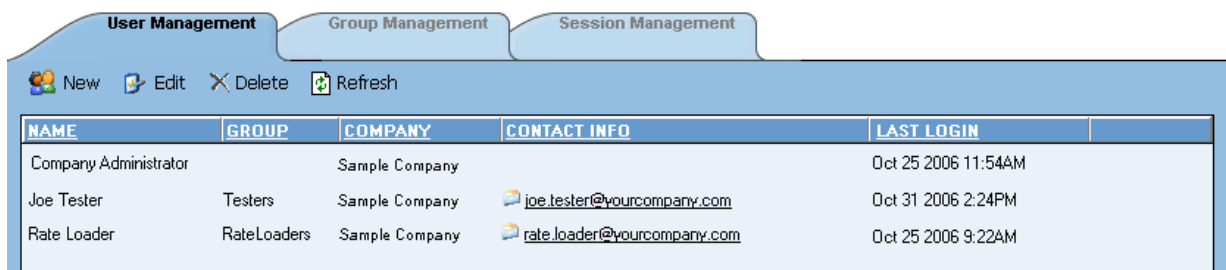 User Management Group Management Session Management
New Edit Delete Refresh
NAME GROUP COMPANY CONTACT INFO LAST LOGIN
Company Administrator Sample Company Oct 25 2006 11:54AM
Joe Tester Testers Sample Company joe.tester@yourcompany.com Oct 31 2006 2:24PM
Rate Loader RateLoaders Sample Company rate.loader@yourcompany.com Oct 25 2006 9:22AM